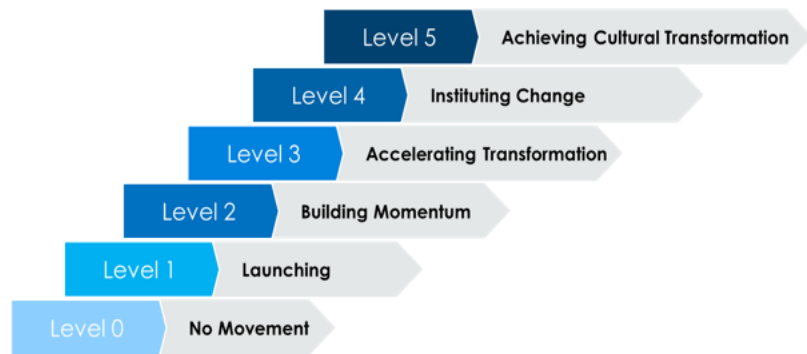 Level 5 Achieving Cultural Transformation
Level 4 Instituting Change
Level 3 Accelerating Transformation
Level 2 Building Momentum
Level 1 Launching
Level 0 No Movement